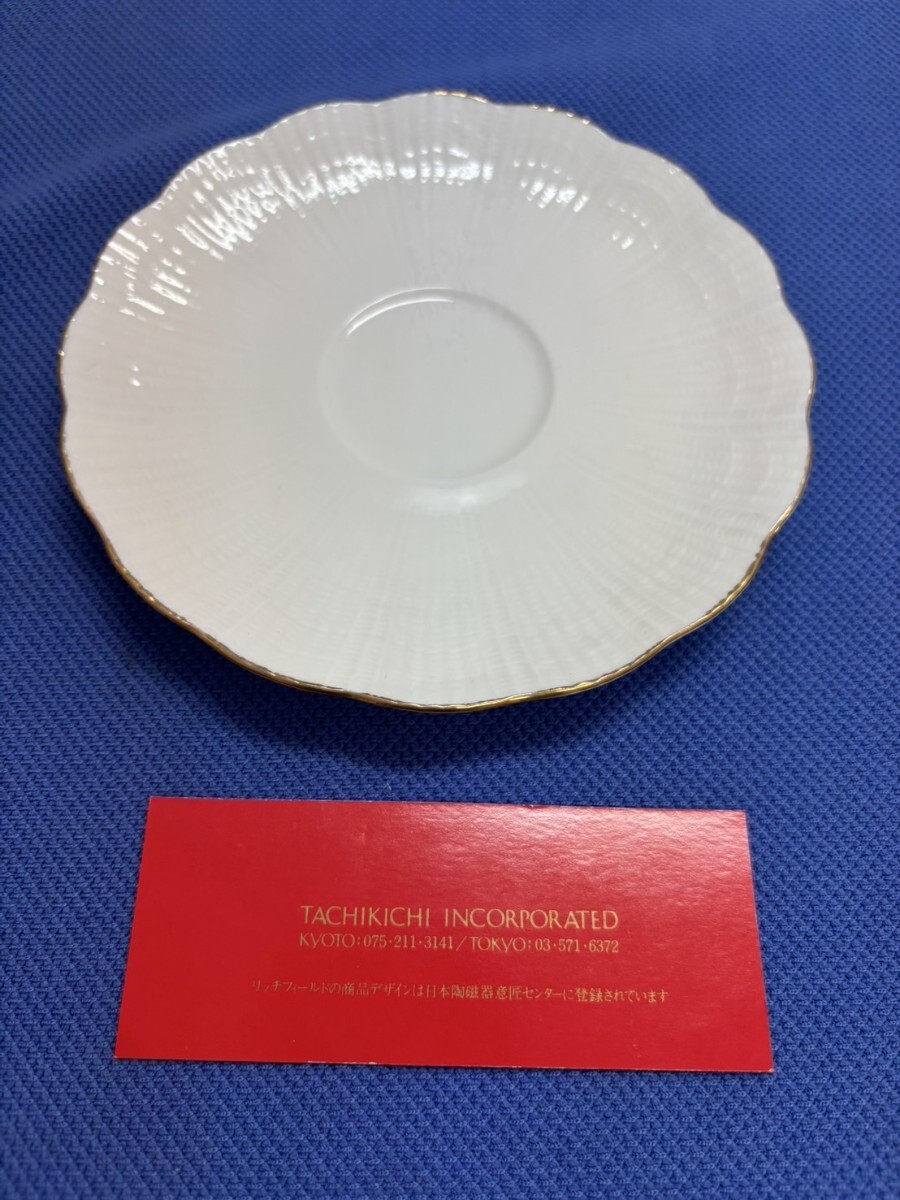 TACHIKICHI INCORPORATED
KYOTO:075·211·3141/TOKYO:03·571·6372
リッチフィールドの商品デザインは日本陶磁器意匠センターに登録されています